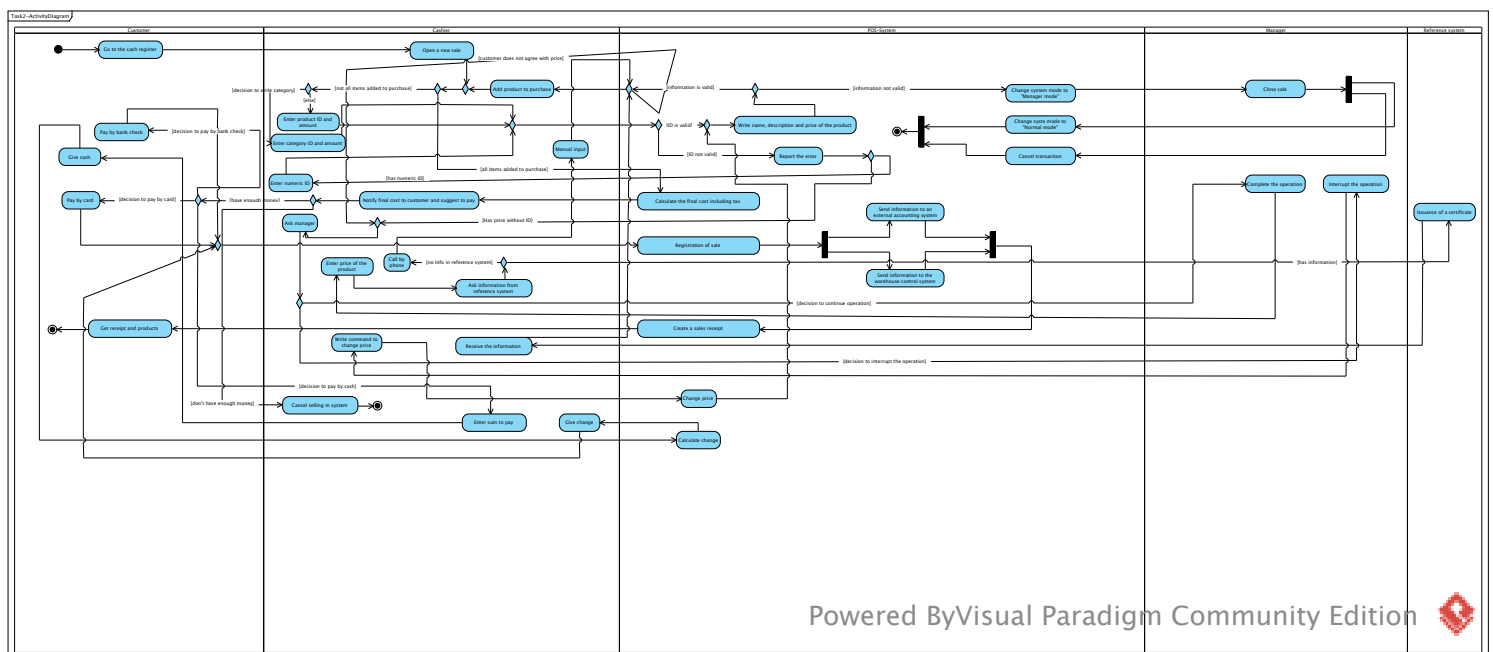 Task2-ActivityDiagram
Customer
Cashier
POS-System
Manager
Reference system
Go to the cash register
Open a new sale
[customer does not agree with price]
[decision to write category]
[not all items added to purchase]
Add product to purchase
[information is valid]
[information not valid]
Change system mode to
"Manager mode"
Close sale
[else]
Enter product ID and
amount
[ID is valid]
Write name, description and price of the product
Change syste mode to
"Normal mode"
Pay by bank check
[decision to pay by bank check]
Enter category ID and amount
Manual input
Give cash
[ID not valid]
Report the error
Cancel transaction
[all items added to purchase]
[has numeric ID]
Enter numeric ID
Complete the operation
Interrupt the operation
Pay by card
[decision to pay by card]
[have enough money]
Notify final cost to customer and suggest to pay
Calculate the final cost including tax
Send information to an
external accounting system
Issuance of a certificate
Ask manager
[Has price without ID]
Registration of sale
Enter price of the
product
Call by
phone
[no info in reference system]
[has information]
Ask information from
reference system
Send information to the
warehouse control system
[decision to continue operation]
Get receipt and products
Create a sales receipt
Write command to
change price
Receive the information
[decision to interrupt the operation]
[decision to pay by cash]
Change price
[don't have enough money]
Cancel selling in system
Enter sum to pay
Give change
Calculate change
Powered ByVisual Paradigm Community Edition